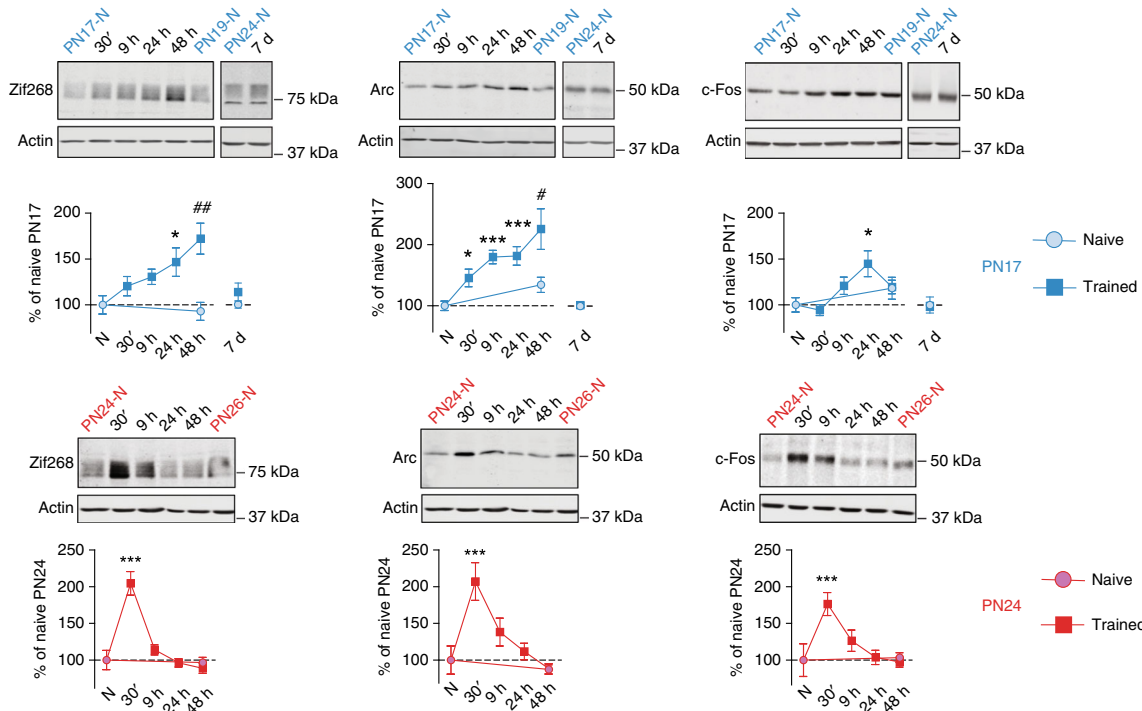 PN17-N 30′ 9 h 24 h 48 h PN19-N PN24-N 7 d
Zif268
75 kDa
Actin
37 kDa
PN17-N 30′ 9 h 24 h 48 h PN19-N PN24-N 7 d
Arc
50 kDa
Actin
37 kDa
PN17-N 30′ 9 h 24 h 48 h PN19-N PN24-N 7 d
c-Fos
50 kDa
Actin
37 kDa
% of naive PN17
200
150
100
* ##
N 30′ 9 h 24 h 48 h 7 d
% of naive PN17
300
200
100
* *** *** #
N 30′ 9 h 24 h 48 h 7 d
% of naive PN17
200
150
100
*
N 30′ 9 h 24 h 48 h 7 d
PN17
Naive
Trained
PN24-N 30′ 9 h 24 h 48 h PN26-N
Zif268
75 kDa
Actin
37 kDa
PN24-N 30′ 9 h 24 h 48 h PN26-N
Arc
50 kDa
Actin
37 kDa
PN24-N 30′ 9 h 24 h 48 h PN26-N
c-Fos
50 kDa
Actin
37 kDa
% of naive PN24
250
200
150
100
***
N 30′ 9 h 24 h 48 h
% of naive PN24
250
200
150
100
***
N 30′ 9 h 24 h 48 h
% of naive PN24
250
200
150
100
***
N 30′ 9 h 24 h 48 h
PN24
Naive
Trained